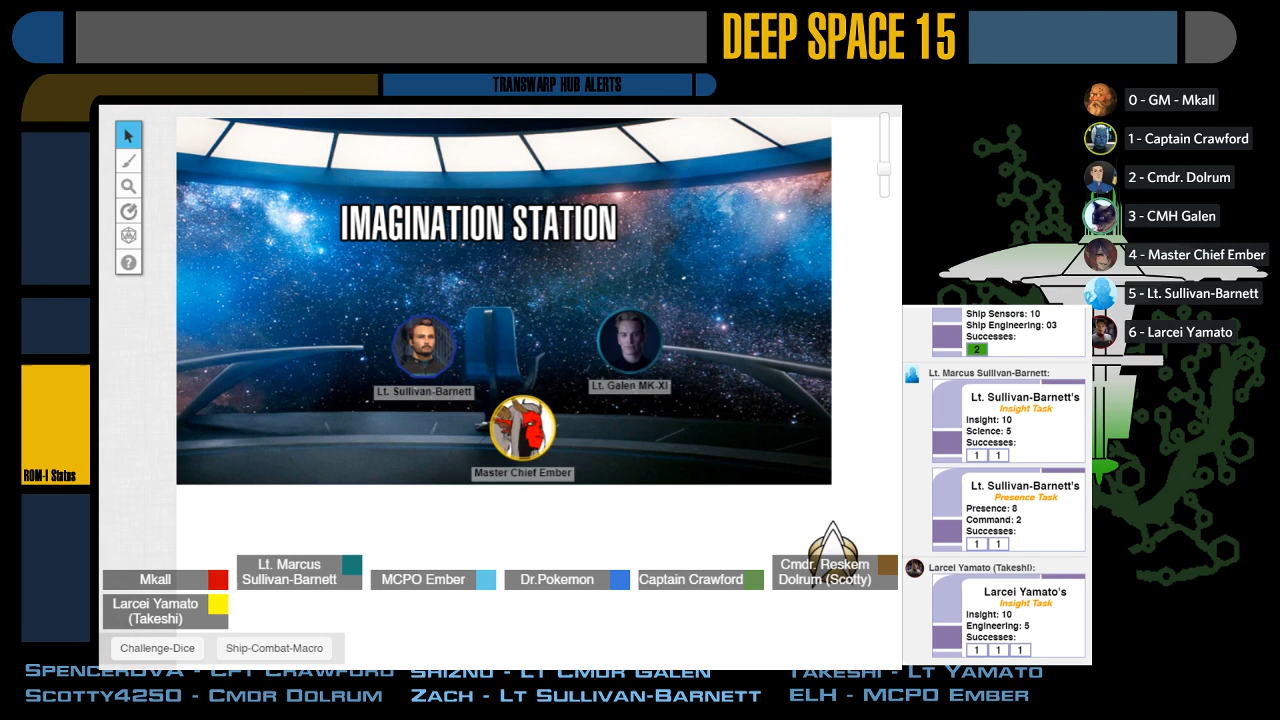 DEEP SPACE 15
TRANSWARP HUB ALERTS
0 - GM - Mkall
1 - Captain Crawford
2 - Cmdr. Dolrum
3 - CMH Galen
4 - Master Chief Ember
5 - Lt. Sullivan-Barnett
6 - Larcei Yamato
IMAGINATION STATION
Lt. Sullivan-Barnett
Lt. Galen MK-XI
Master Chief Ember
ROM-I Status
Ship Sensors: 10
Ship Engineering: 03
Successes:
2
Lt. Marcus Sullivan-Barnett:
Lt. Sullivan-Barnett's
Insight Task
Insight: 10
Science: 5
Successes:
1 1
Lt. Sullivan-Barnett's
Presence Task
Presence: 8
Command: 2
Successes:
1 1
Larcei Yamato (Takeshi):
Larcei Yamato's
Insight Task
Insight: 10
Engineering: 5
Successes:
1 1 1
Mkall
Lt. Marcus
Sullivan-Barnett
MCPO Ember
Dr.Pokemon
Captain Crawford
Cmdr. Reskem
Dolrum (Scotty)
Larcei Yamato
(Takeshi)
Challenge-Dice
Ship-Combat-Macro
Spencerova - Cpt Crawford
Shizno - Lt Cmdr Galen
Takeshi - Lt Yamato
Scotty4250 - Cmdr Dolrum
Zach - Lt Sullivan-Barnett
ELH - MCPO Ember